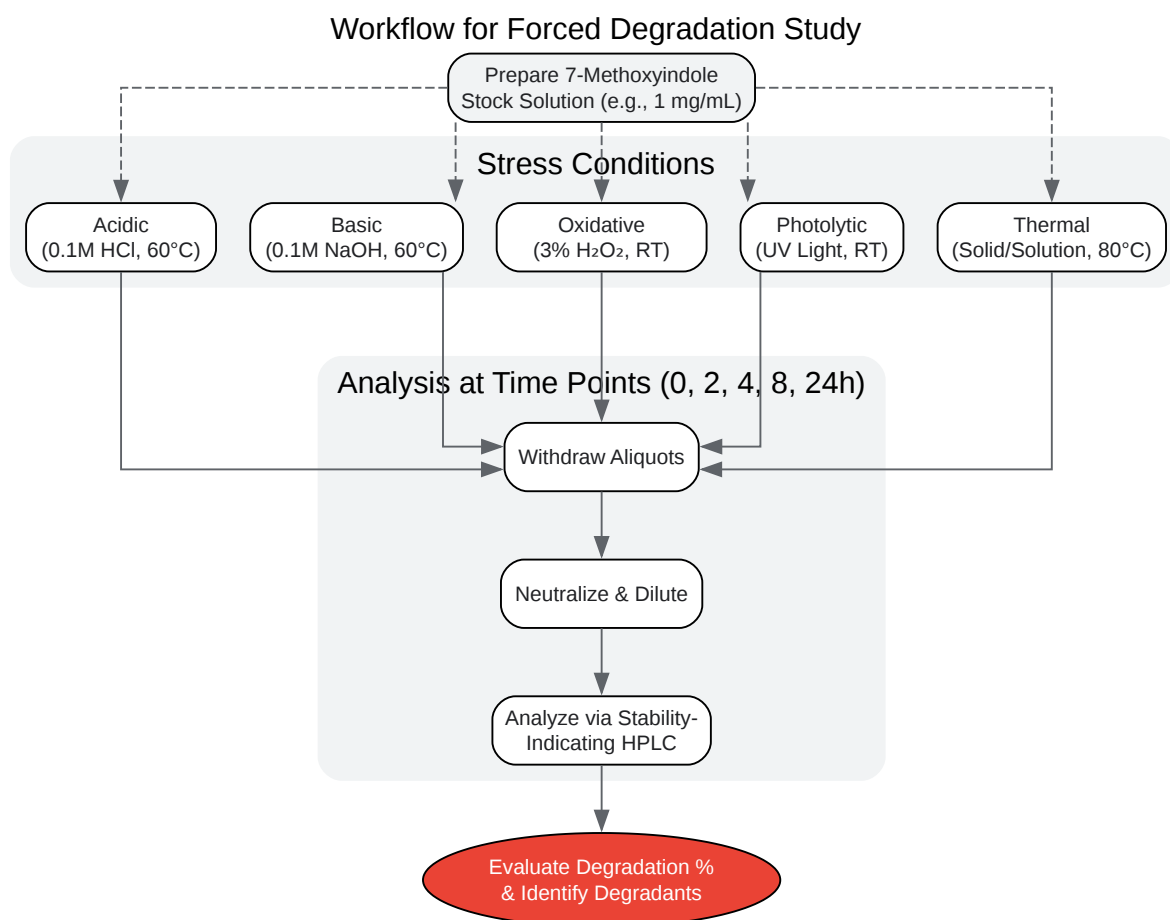 Workflow for Forced Degradation Study
Prepare 7-Methoxyindole
Stock Solution (e.g., 1 mg/mL)
Stress Conditions
Acidic
(0.1M HCl, 60°C)
Basic
(0.1M NaOH, 60°C)
Oxidative
(3% H₂O₂, RT)
Photolytic
(UV Light, RT)
Thermal
(Solid/Solution, 80°C)
Analysis at Time Points (0, 2, 4, 8, 24h)
Withdraw Aliquots
Neutralize & Dilute
Analyze via Stability-
Indicating HPLC
Evaluate Degradation %
& Identify Degradants